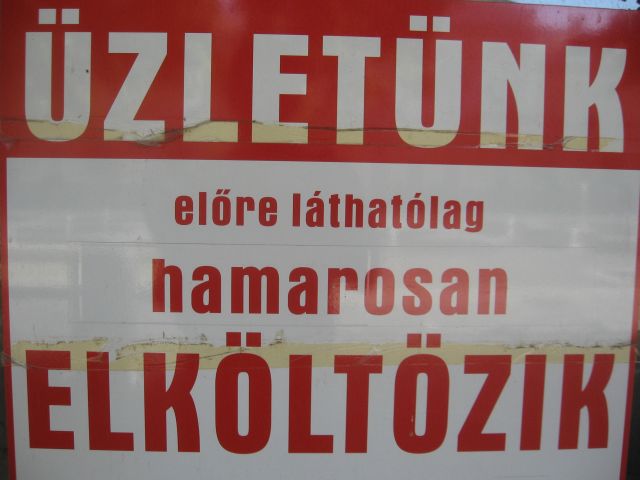 ÜZLETÜNK
előre láthatólag
hamarosan
ELKÖLTÖZIK